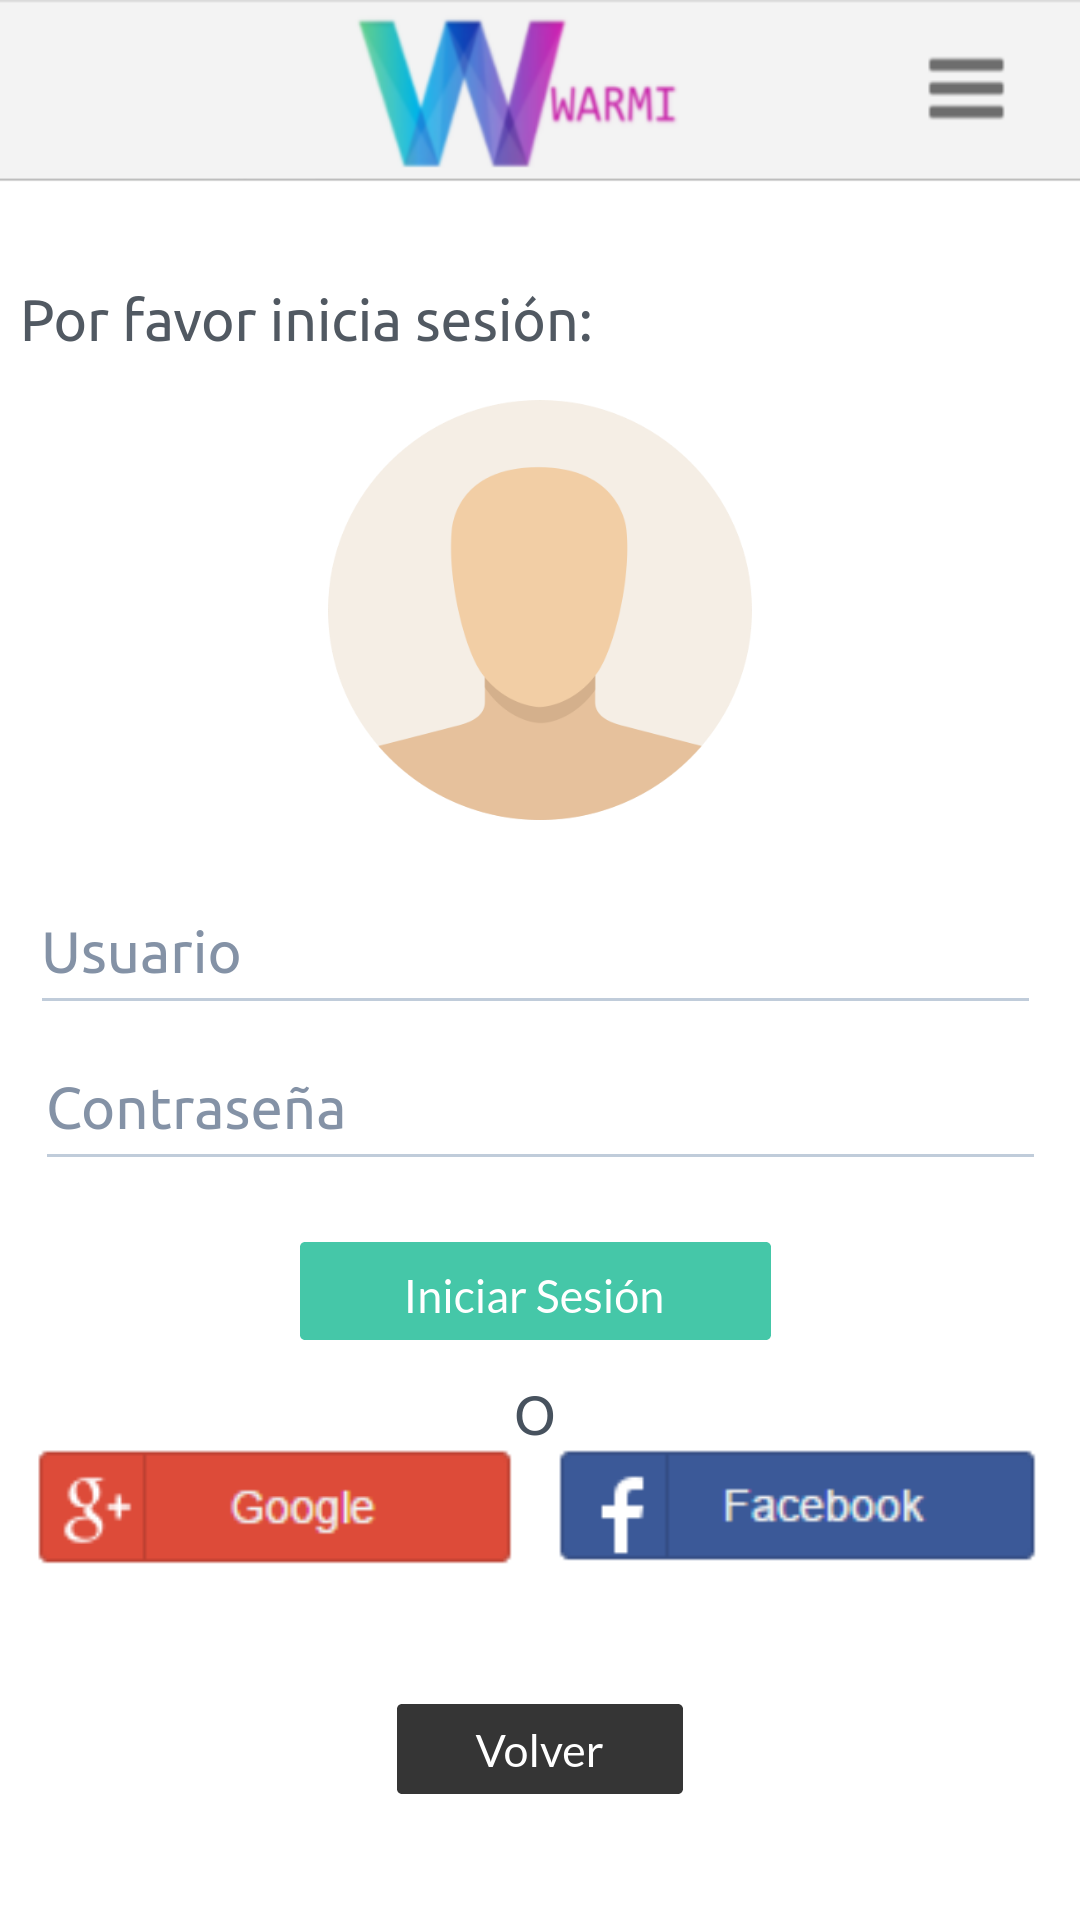 WARMI
Por favor inicia sesión:
Usuario
Contraseña
Iniciar Sesión
O
g+ Google
f Facebook
Volver